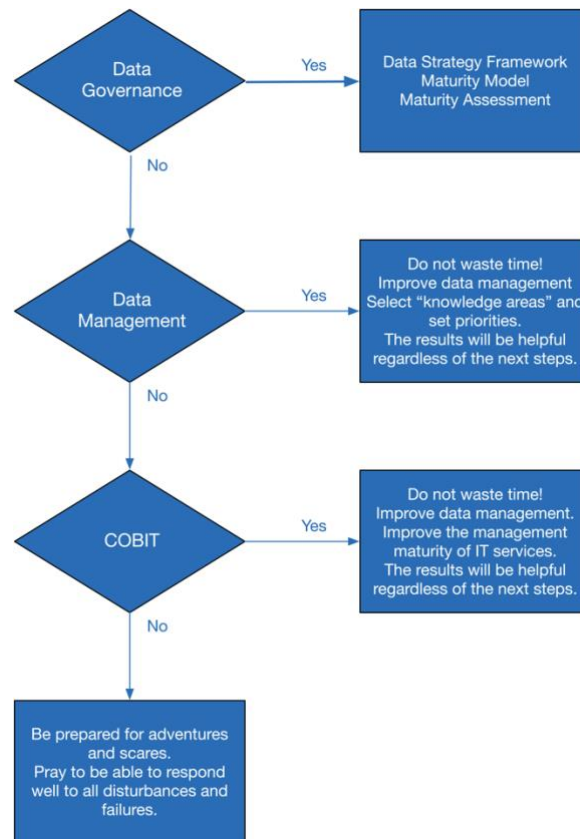 Data
Governance
Yes
Data Strategy Framework
Maturity Model
Maturity Assessment
No
Data
Management
Yes
Do not waste time!
Improve data management
Select “knowledge areas” and
set priorities.
The results will be helpful
regardless of the next steps.
No
COBIT
Yes
Do not waste time!
Improve data management.
Improve the management
maturity of IT services.
The results will be helpful
regardless of the next steps.
No
Be prepared for adventures
and scares.
Pray to be able to respond
well to all disturbances and
failures.